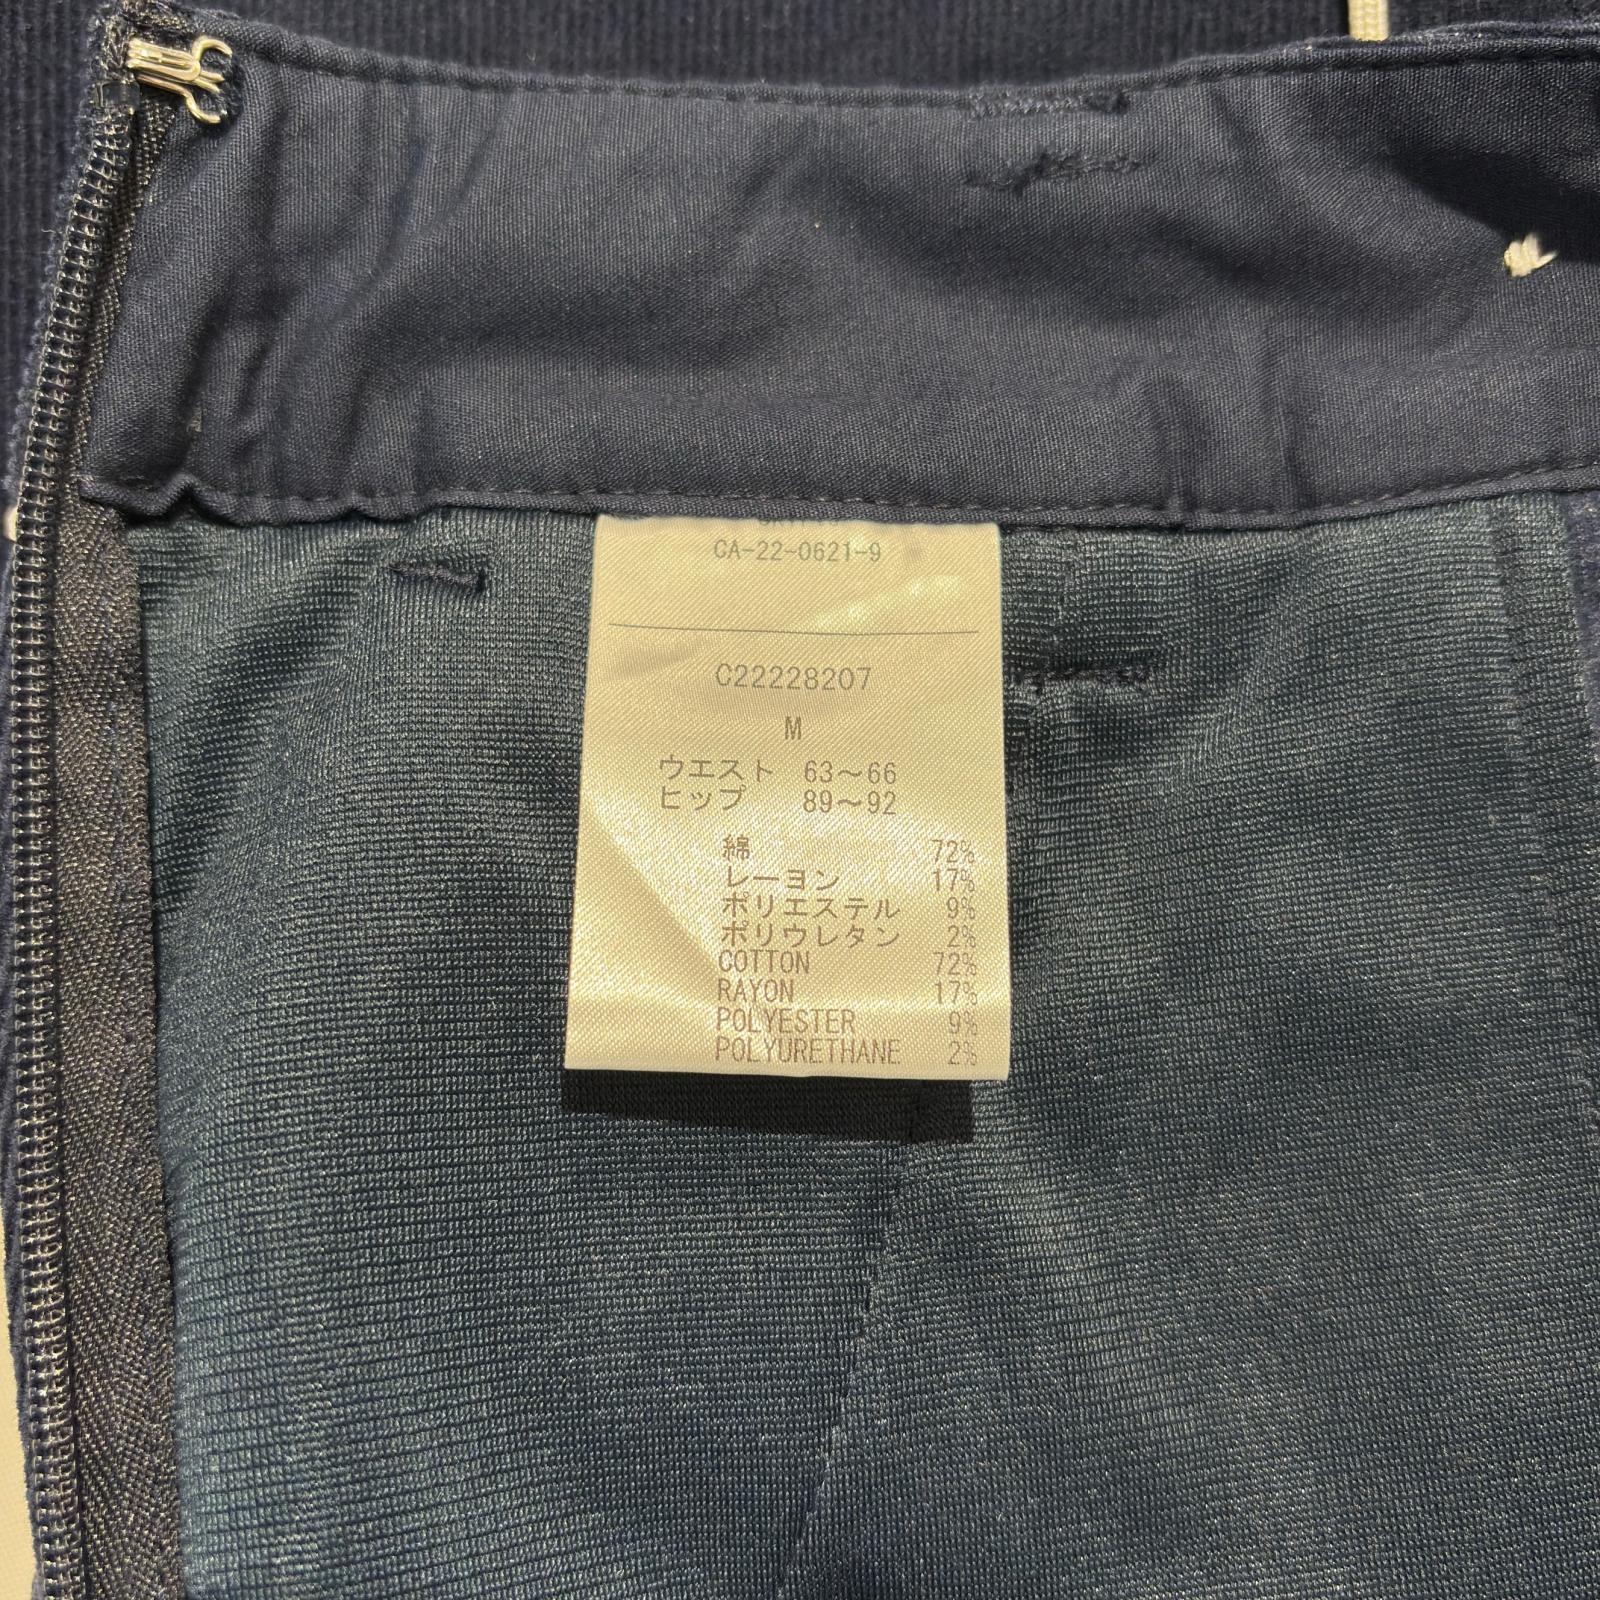 CA-22-0621-9
C22228207
M
ウエスト 63～66
ヒップ 89～92
綿 72%
レーヨン 17%
ポリエステル 9%
ポリウレタン 2%
COTTON 72%
RAYON 17%
POLYESTER 9%
POLYURETHANE 2%